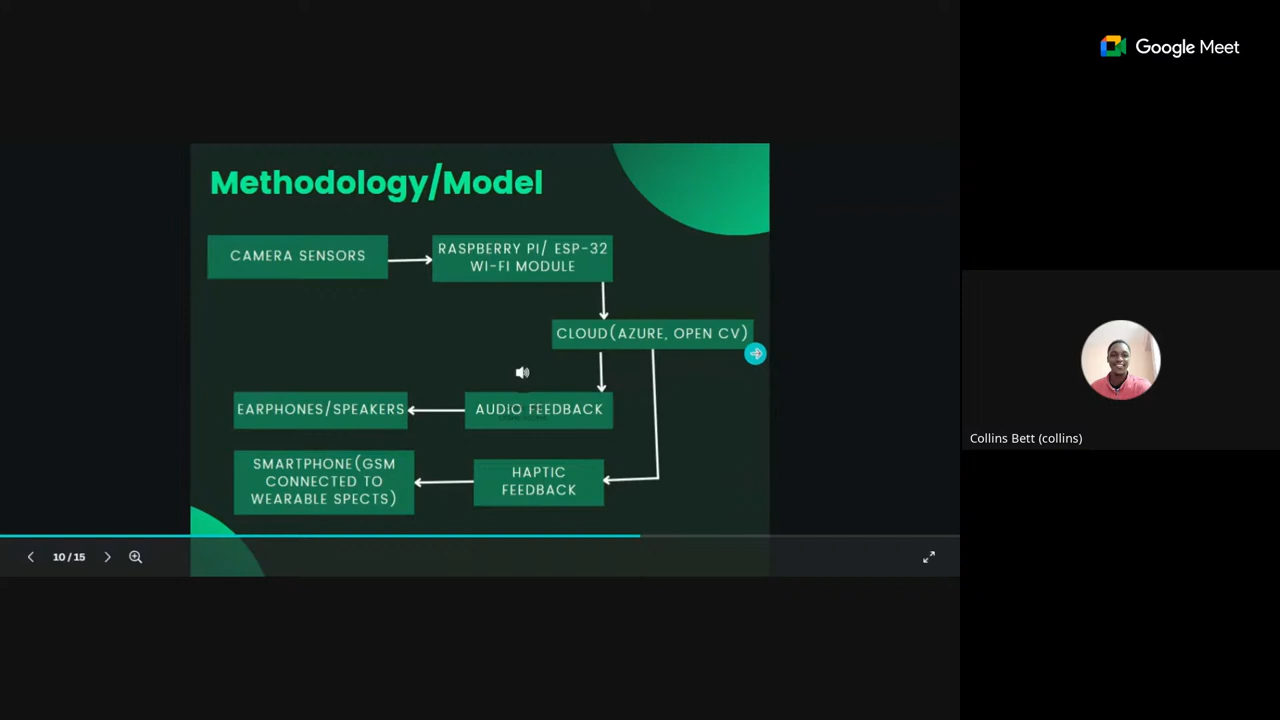 Google Meet
Methodology/Model
CAMERA SENSORS
RASPBERRY PI/ ESP-32
WI-FI MODULE
CLOUD(AZURE, OPEN CV)
EARPHONES/SPEAKERS
AUDIO FEEDBACK
SMARTPHONE(GSM
CONNECTED TO
WEARABLE SPECTS)
HAPTIC
FEEDBACK
Collins Bett (collins)
10 / 15